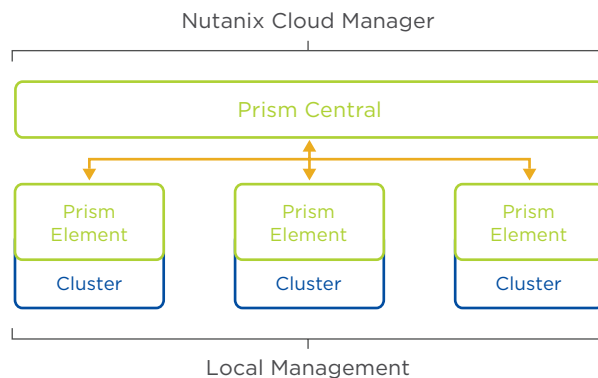 Nutanix Cloud Manager
Prism Central
Prism
Element
Cluster
Prism
Element
Cluster
Prism
Element
Cluster
Local Management